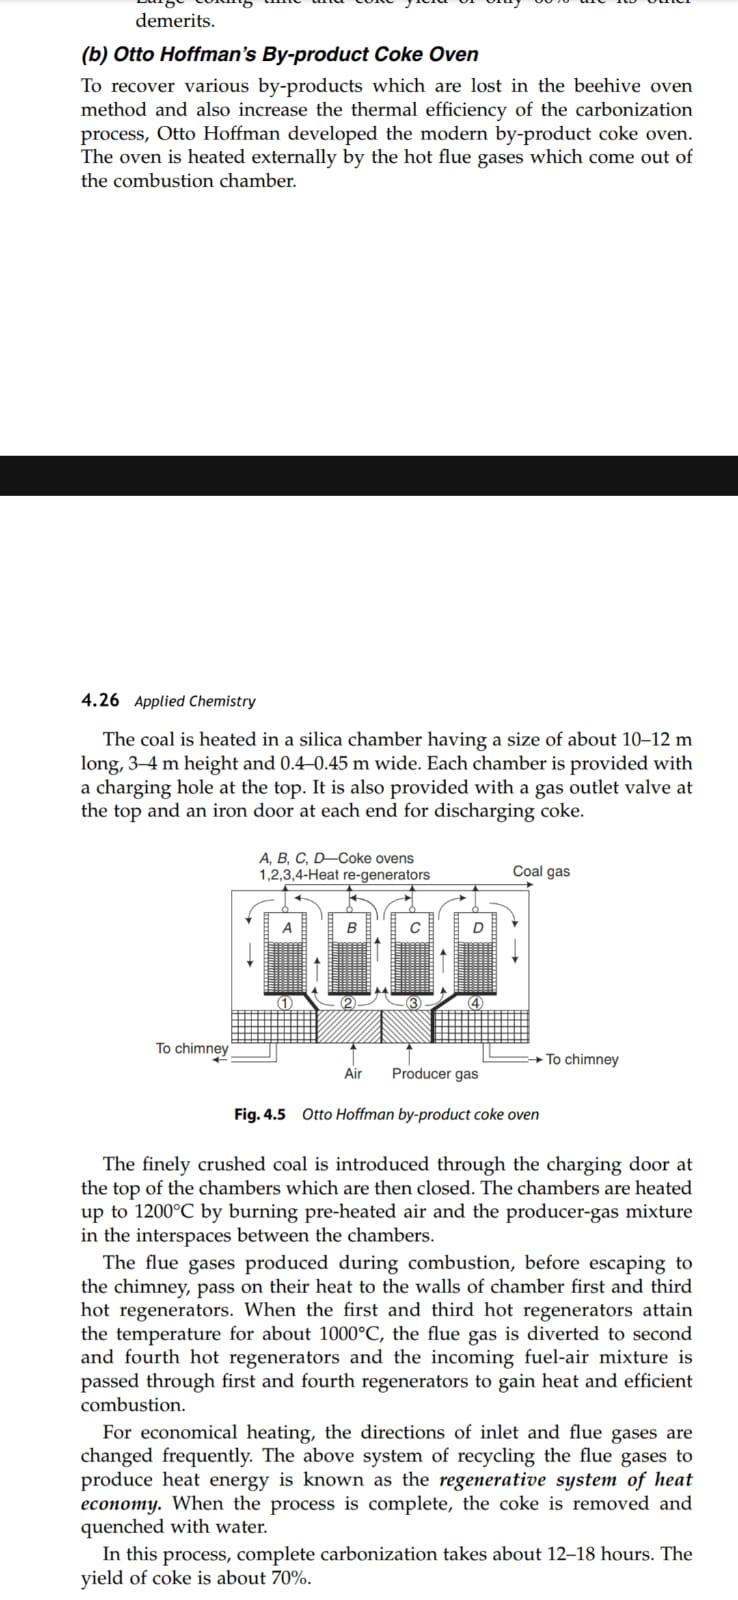 demerits.
(b) Otto Hoffman's By-product Coke Oven
To recover various by-products which are lost in the beehive oven
method and also increase the thermal efficiency of the carbonization
process, Otto Hoffman developed the modern by-product coke oven.
The oven is heated externally by the hot flue gases which come out of
the combustion chamber.
4.26 Applied Chemistry
The coal is heated in a silica chamber having a size of about 10–12 m
long, 3–4 m height and 0.4–0.45 m wide. Each chamber is provided with
a charging hole at the top. It is also provided with a gas outlet valve at
the top and an iron door at each end for discharging coke.
A, B, C, D—Coke ovens
1,2,3,4-Heat re-generators
Coal gas
A B C D
1 2 3 4
To chimney
To chimney
Air Producer gas
Fig. 4.5 Otto Hoffman by-product coke oven
The finely crushed coal is introduced through the charging door at
the top of the chambers which are then closed. The chambers are heated
up to 1200°C by burning pre-heated air and the producer-gas mixture
in the interspaces between the chambers.
The flue gases produced during combustion, before escaping to
the chimney, pass on their heat to the walls of chamber first and third
hot regenerators. When the first and third hot regenerators attain
the temperature for about 1000°C, the flue gas is diverted to second
and fourth hot regenerators and the incoming fuel-air mixture is
passed through first and fourth regenerators to gain heat and efficient
combustion.
For economical heating, the directions of inlet and flue gases are
changed frequently. The above system of recycling the flue gases to
produce heat energy is known as the regenerative system of heat
economy. When the process is complete, the coke is removed and
quenched with water.
In this process, complete carbonization takes about 12–18 hours. The
yield of coke is about 70%.